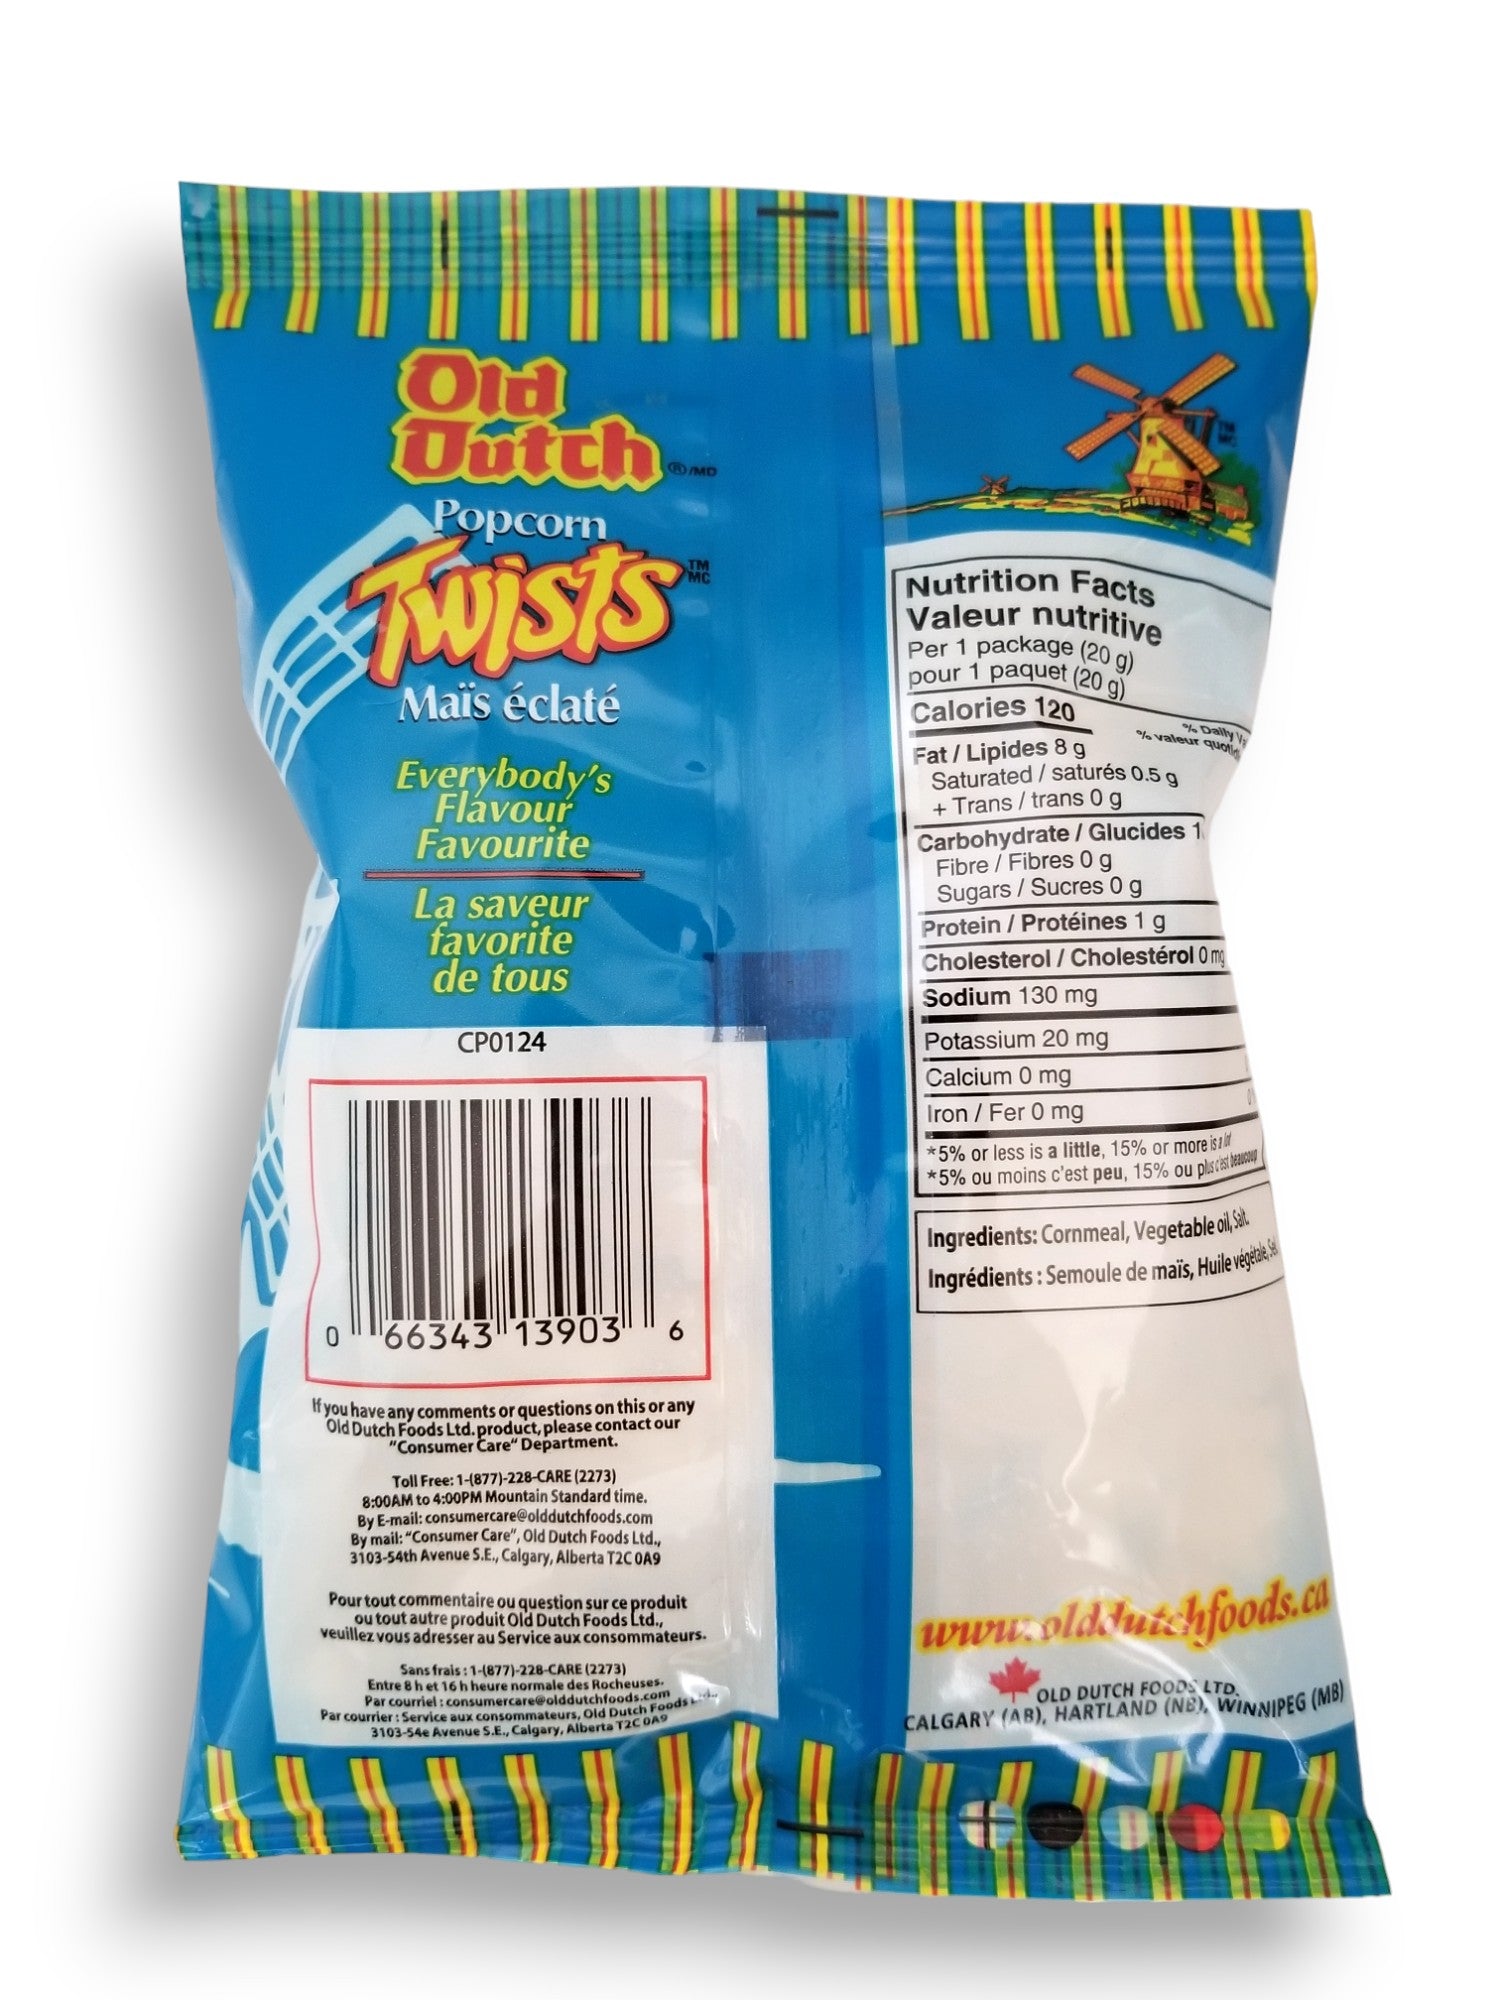 Old
Dutch ®/MD
Popcorn
Twists TM MC
Maïs éclaté
Everybody's
Flavour
Favourite
La saveur
favorite
de tous
CP0124
0 66343 13903 6
If you have any comments or questions on this or any
Old Dutch Foods Ltd. product, please contact our
"Consumer Care" Department.
Toll Free: 1-(877)-228-CARE (2273)
8:00AM to 4:00PM Mountain Standard time.
By E-mail: consumercare@olddutchfoods.com
By mail: "Consumer Care", Old Dutch Foods Ltd.,
3103-54th Avenue S.E., Calgary, Alberta T2C 0A9
Pour tout commentaire ou question sur ce produit
ou tout autre produit Old Dutch Foods Ltd.,
veuillez vous adresser au Service aux consommateurs.
Sans frais : 1-(877)-228-CARE (2273)
Entre 8 h et 16 h heure normale des Rocheuses.
Par courriel : consumercare@olddutchfoods.com
Par courrier : Service aux consommateurs, Old Dutch Foods
3103-54e Avenue S.E., Calgary, Alberta T2C 0A9
TM
MC
Nutrition Facts
Valeur nutritive
Per 1 package (20 g)
pour 1 paquet (20 g)
Calories 120
% Daily
% valeur
Fat / Lipides 8 g
Saturated / saturés 0.5 g
+ Trans / trans 0 g
Carbohydrate / Glucides
Fibre / Fibres 0 g
Sugars / Sucres 0 g
Protein / Protéines 1 g
Cholesterol / Cholestérol 0 mg
Sodium 130 mg
Potassium 20 mg
Calcium 0 mg
Iron / Fer 0 mg
*5% or less is a little, 15% or more is a lot
*5% ou moins c'est peu, 15% ou plus c'est beaucoup
Ingredients: Cornmeal, Vegetable oil, Salt.
Ingrédients : Semoule de maïs, Huile végétale, Sel
www.olddutchfoods.ca
OLD DUTCH FOODS LTD.
CALGARY (AB), HARTLAND (NB), WINNIPEG (MB)